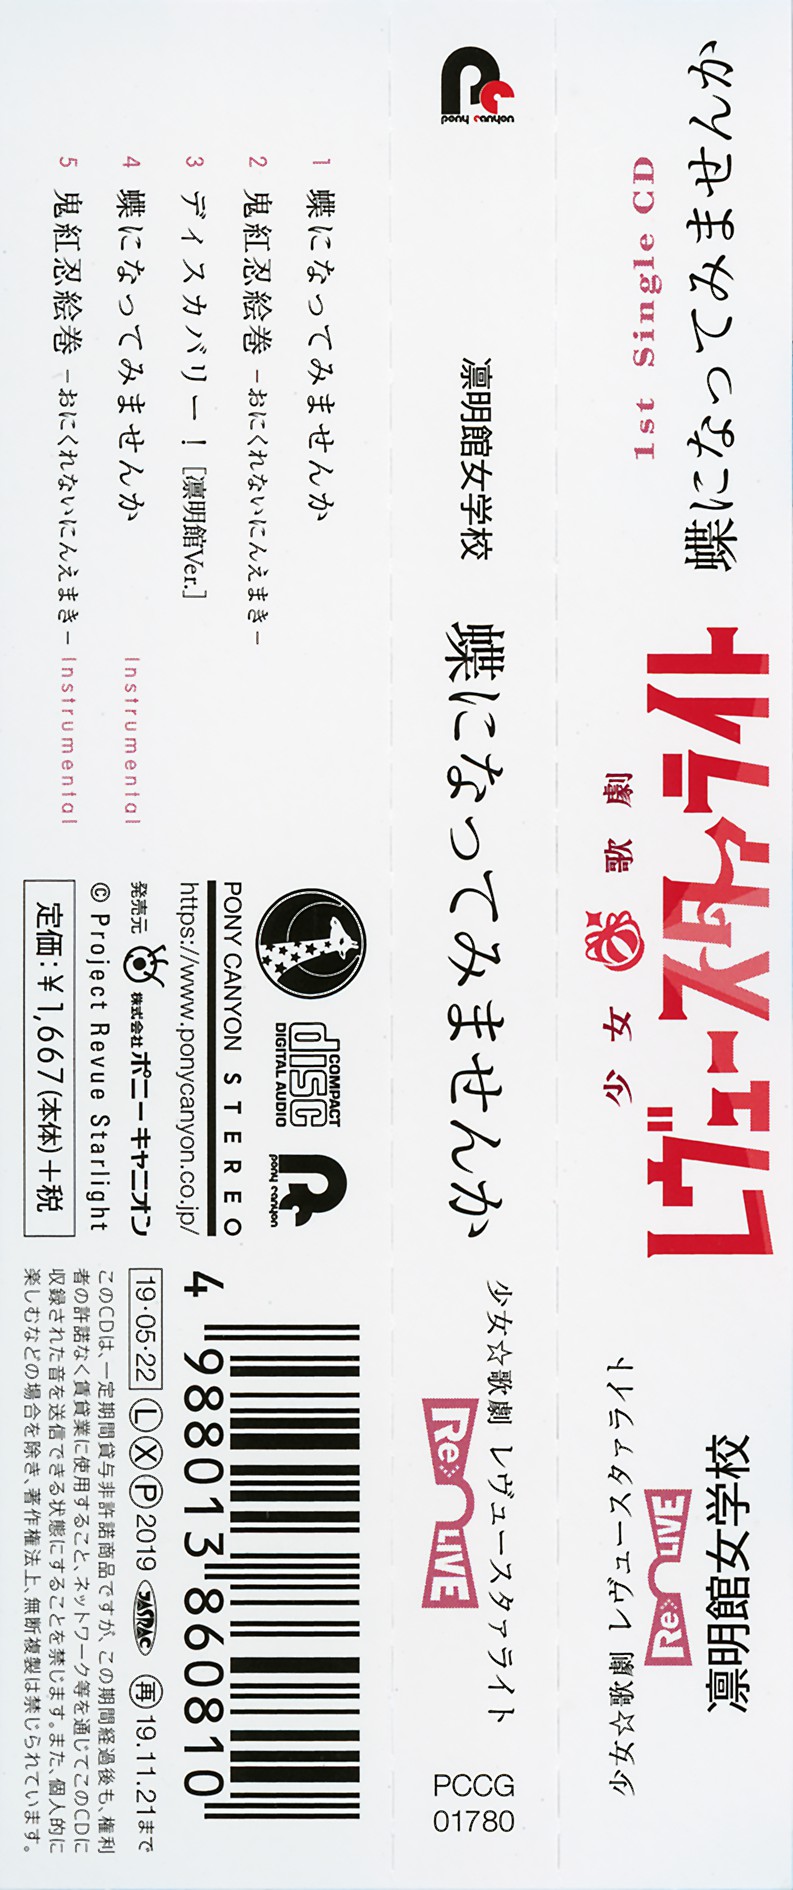 蝶になってみませんか
1st Single CD
少女 歌劇
レヴュースタァライト
少女☆歌劇 レヴュースタァライト
Re LIVE
凛明館女学校
pony canyon
凛明館女学校
蝶になってみませんか
少女☆歌劇 レヴュースタァライト
Re LIVE
PCCG
01780
1 蝶になってみませんか
2 鬼紅忍絵巻 −おにくれないにんえまき−
3 ディスカバリー！ [凛明館Ver.]
4 蝶になってみませんか Instrumental
5 鬼紅忍絵巻 −おにくれないにんえまき− Instrumental
COMPACT
disc
DIGITAL AUDIO
pony canyon
PONY CANYON STEREO
https://www.ponycanyon.co.jp/
発売元 株式会社ポニーキャニオン
© Project Revue Starlight
定価:￥1,667(本体)+税
4 988013 860810
19·05·22 Ⓛ Ⓧ Ⓟ 2019 JASRAC ㊢19.11.21まで
このCDは、一定期間貸与非許諾商品ですが、この期間経過後も、権利
者の許諾なく賃貸業に使用すること、ネットワーク等を通じてこのCDに
収録された音を送信できる状態にすることを禁じます。また、個人的に
楽しむなどの場合を除き、著作権法上、無断複製は禁じられています。